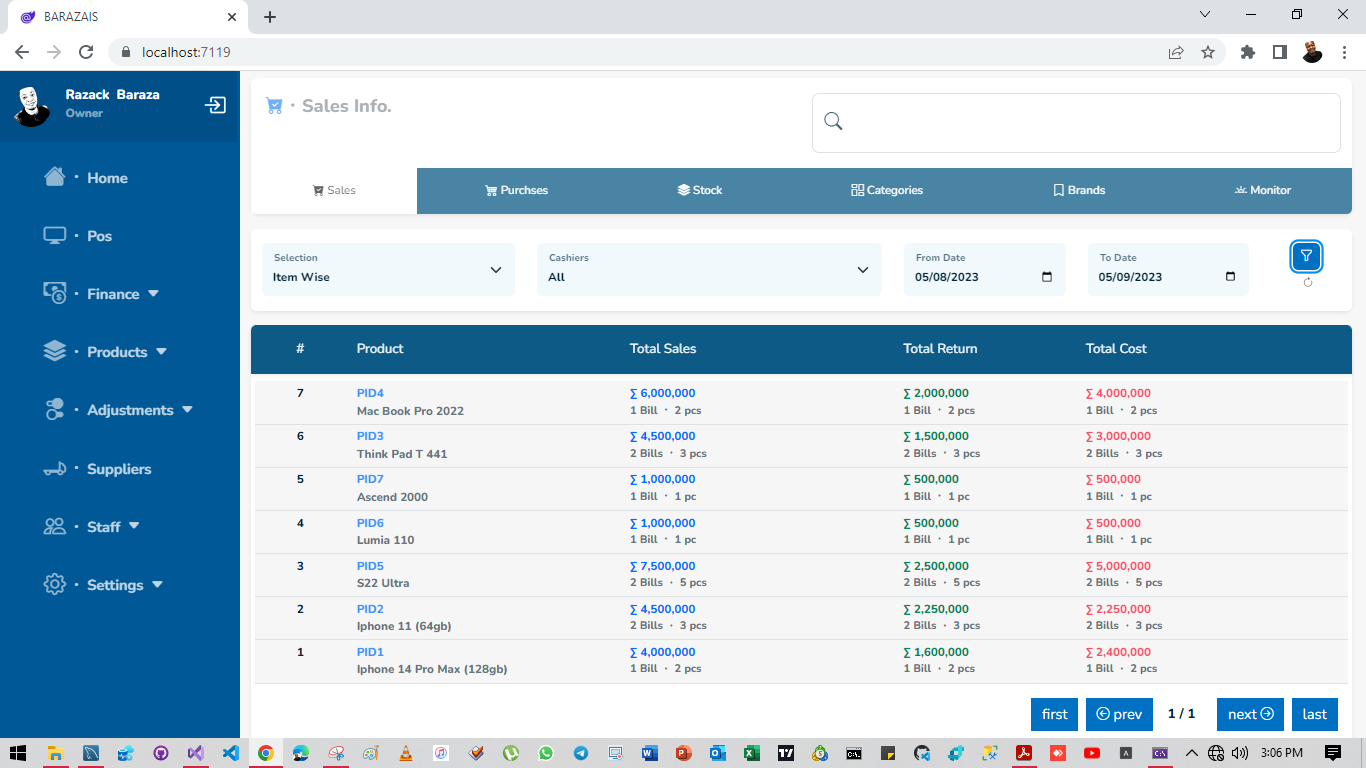 BARAZAIS
localhost:7119
Razack Baraza
Owner
Home
Pos
Finance
Products
Adjustments
Suppliers
Staff
Settings
· Sales Info.
Sales Purchses Stock Categories Brands Monitor
Selection
Item Wise
Cashiers
All
From Date
05/08/2023
To Date
05/09/2023
# Product Total Sales Total Return Total Cost
7 PID4 ∑ 6,000,000 ∑ 2,000,000 ∑ 4,000,000
Mac Book Pro 2022 1 Bill · 2 pcs 1 Bill · 2 pcs 1 Bill · 2 pcs
6 PID3 ∑ 4,500,000 ∑ 1,500,000 ∑ 3,000,000
Think Pad T 441 2 Bills · 3 pcs 2 Bills · 3 pcs 2 Bills · 3 pcs
5 PID7 ∑ 1,000,000 ∑ 500,000 ∑ 500,000
Ascend 2000 1 Bill · 1 pc 1 Bill · 1 pc 1 Bill · 1 pc
4 PID6 ∑ 1,000,000 ∑ 500,000 ∑ 500,000
Lumia 110 1 Bill · 1 pc 1 Bill · 1 pc 1 Bill · 1 pc
3 PID5 ∑ 7,500,000 ∑ 2,500,000 ∑ 5,000,000
S22 Ultra 2 Bills · 5 pcs 2 Bills · 5 pcs 2 Bills · 5 pcs
2 PID2 ∑ 4,500,000 ∑ 2,250,000 ∑ 2,250,000
Iphone 11 (64gb) 2 Bills · 3 pcs 2 Bills · 3 pcs 2 Bills · 3 pcs
1 PID1 ∑ 4,000,000 ∑ 1,600,000 ∑ 2,400,000
Iphone 14 Pro Max (128gb) 1 Bill · 2 pcs 1 Bill · 2 pcs 1 Bill · 2 pcs
first prev 1 / 1 next last
3:06 PM